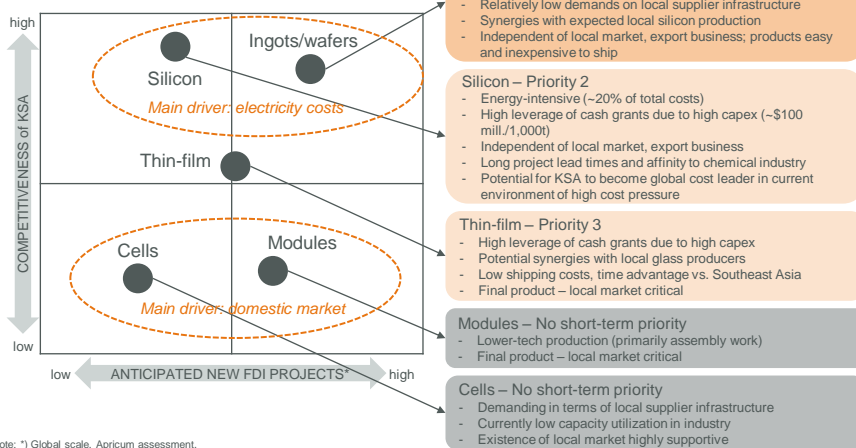 high
COMPETITIVENESS of KSA
low
Silicon
Ingots/wafers
Main driver: electricity costs
Thin-film
Cells
Modules
Main driver: domestic market
low
ANTICIPATED NEW FDI PROJECTS*
high
- Relatively low demands on local supplier infrastructure
- Synergies with expected local silicon production
- Independent of local market, export business; products easy
and inexpensive to ship
Silicon – Priority 2
- Energy-intensive (~20% of total costs)
- High leverage of cash grants due to high capex (~$100
mill./1,000t)
- Independent of local market, export business
- Long project lead times and affinity to chemical industry
- Potential for KSA to become global cost leader in current
environment of high cost pressure
Thin-film – Priority 3
- High leverage of cash grants due to high capex
- Potential synergies with local glass producers
- Low shipping costs, time advantage vs. Southeast Asia
- Final product – local market critical
Modules – No short-term priority
- Lower-tech production (primarily assembly work)
- Final product – local market critical
Cells – No short-term priority
- Demanding in terms of local supplier infrastructure
- Currently low capacity utilization in industry
- Existence of local market highly supportive
ote: *) Global scale. Apricum assessment.